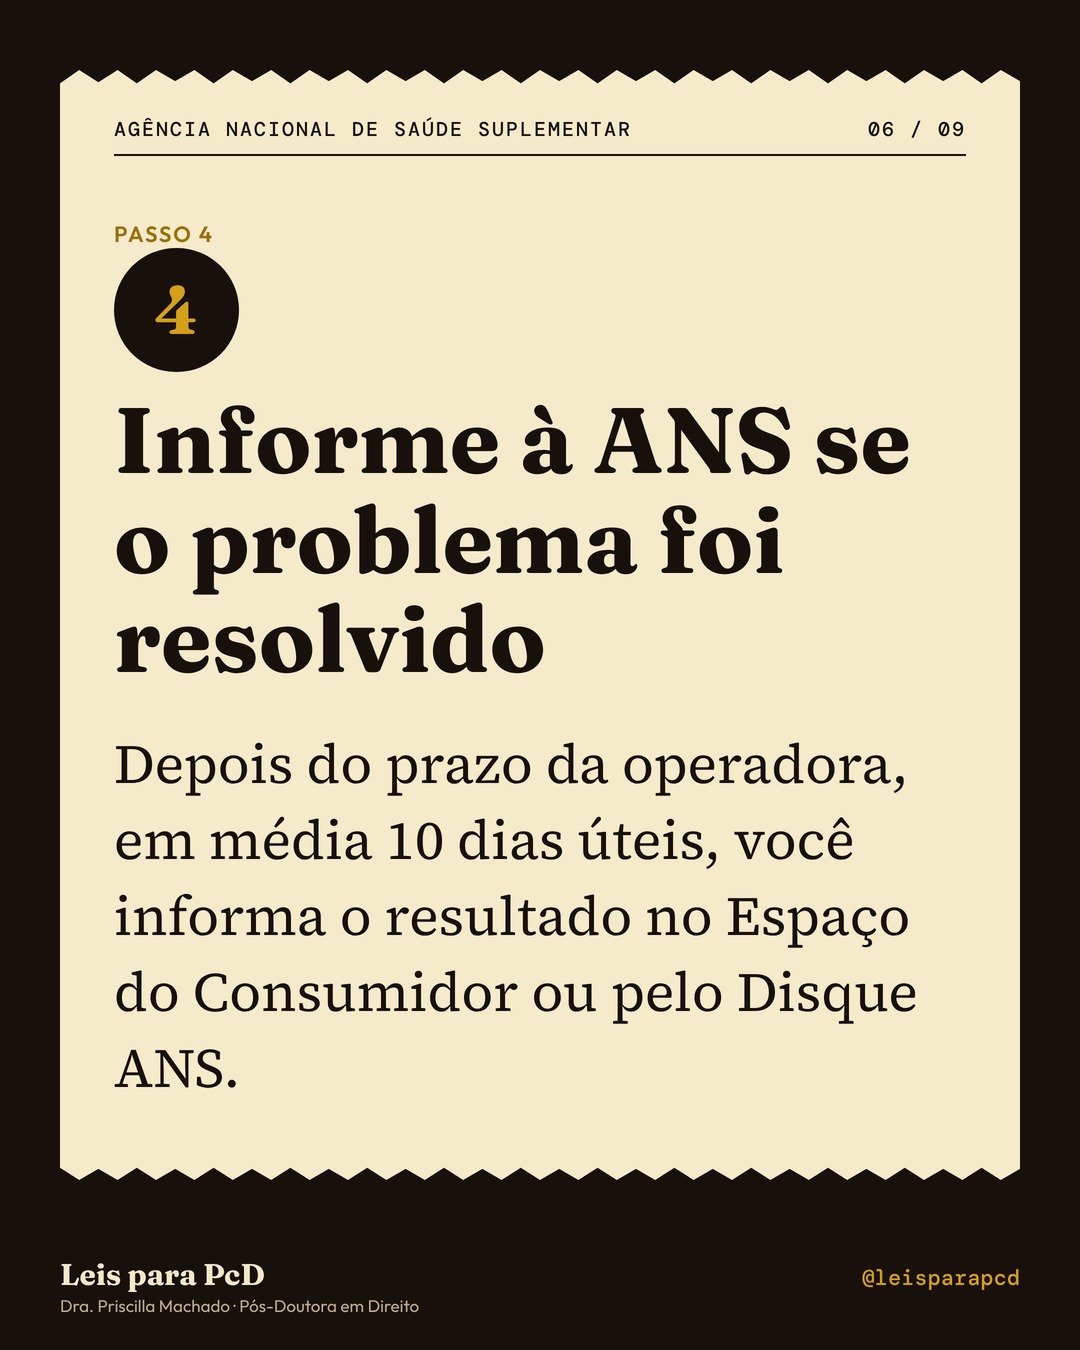 AGÊNCIA NACIONAL DE SAÚDE SUPLEMENTAR
06 / 09
PASSO 4
4
Informe à ANS se
o problema foi
resolvido
Depois do prazo da operadora,
em média 10 dias úteis, você
informa o resultado no Espaço
do Consumidor ou pelo Disque
ANS.
Leis para PcD
Dra. Priscilla Machado · Pós-Doutora em Direito
@leisparapcd